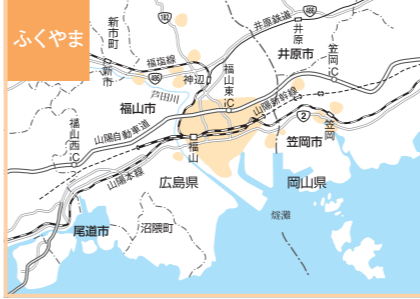 ふくやま
新市町
182
486
井原鉄道
福塩線
井原
井原市
笠岡IC
新市
486
神辺
福山東IC
芦田川
山陽新幹線
福山市
福山西IC
山陽自動車道
2
笠岡
福山
笠岡市
山陽本線
広島県
岡山県
尾道市
沼隈町
燧灘